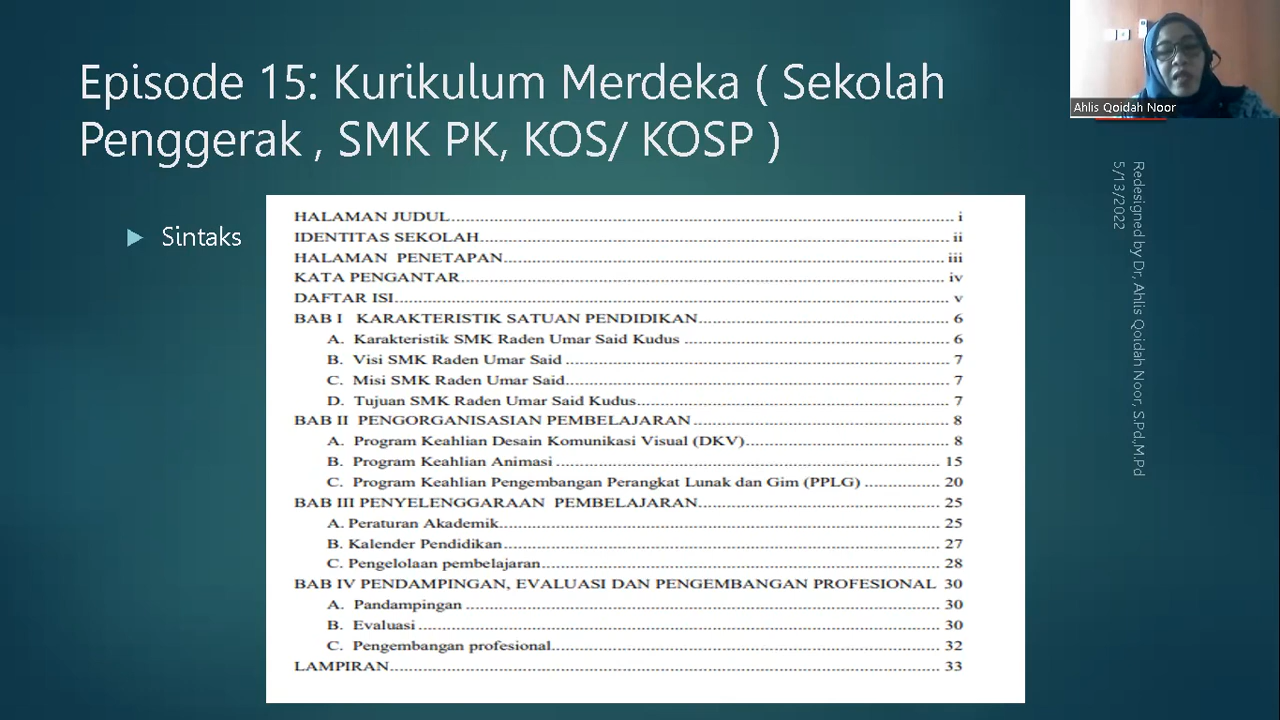 Episode 15: Kurikulum Merdeka ( Sekolah
Penggerak , SMK PK, KOS/ KOSP )
Sintaks
HALAMAN JUDUL i
IDENTITAS SEKOLAH ii
HALAMAN PENETAPAN iii
KATA PENGANTAR iv
DAFTAR ISI v
BAB I KARAKTERISTIK SATUAN PENDIDIKAN 6
A. Karakteristik SMK Raden Umar Said Kudus 6
B. Visi SMK Raden Umar Said 7
C. Misi SMK Raden Umar Said 7
D. Tujuan SMK Raden Umar Said Kudus 7
BAB II PENGORGANISASIAN PEMBELAJARAN 8
A. Program Keahlian Desain Komunikasi Visual (DKV) 8
B. Program Keahlian Animasi 15
C. Program Keahlian Pengembangan Perangkat Lunak dan Gim (PPLG) 20
BAB III PENYELENGGARAAN PEMBELAJARAN 25
A. Peraturan Akademik 25
B. Kalender Pendidikan 27
C. Pengelolaan pembelajaran 28
BAB IV PENDAMPINGAN, EVALUASI DAN PENGEMBANGAN PROFESIONAL 30
A. Pandampingan 30
B. Evaluasi 30
C. Pengembangan profesional 32
LAMPIRAN 33
Ahlis Qoidah Noor
Redesigned by Dr, Ahlis Qoidah Noor, S.Pd.,M.Pd
5/13/2022